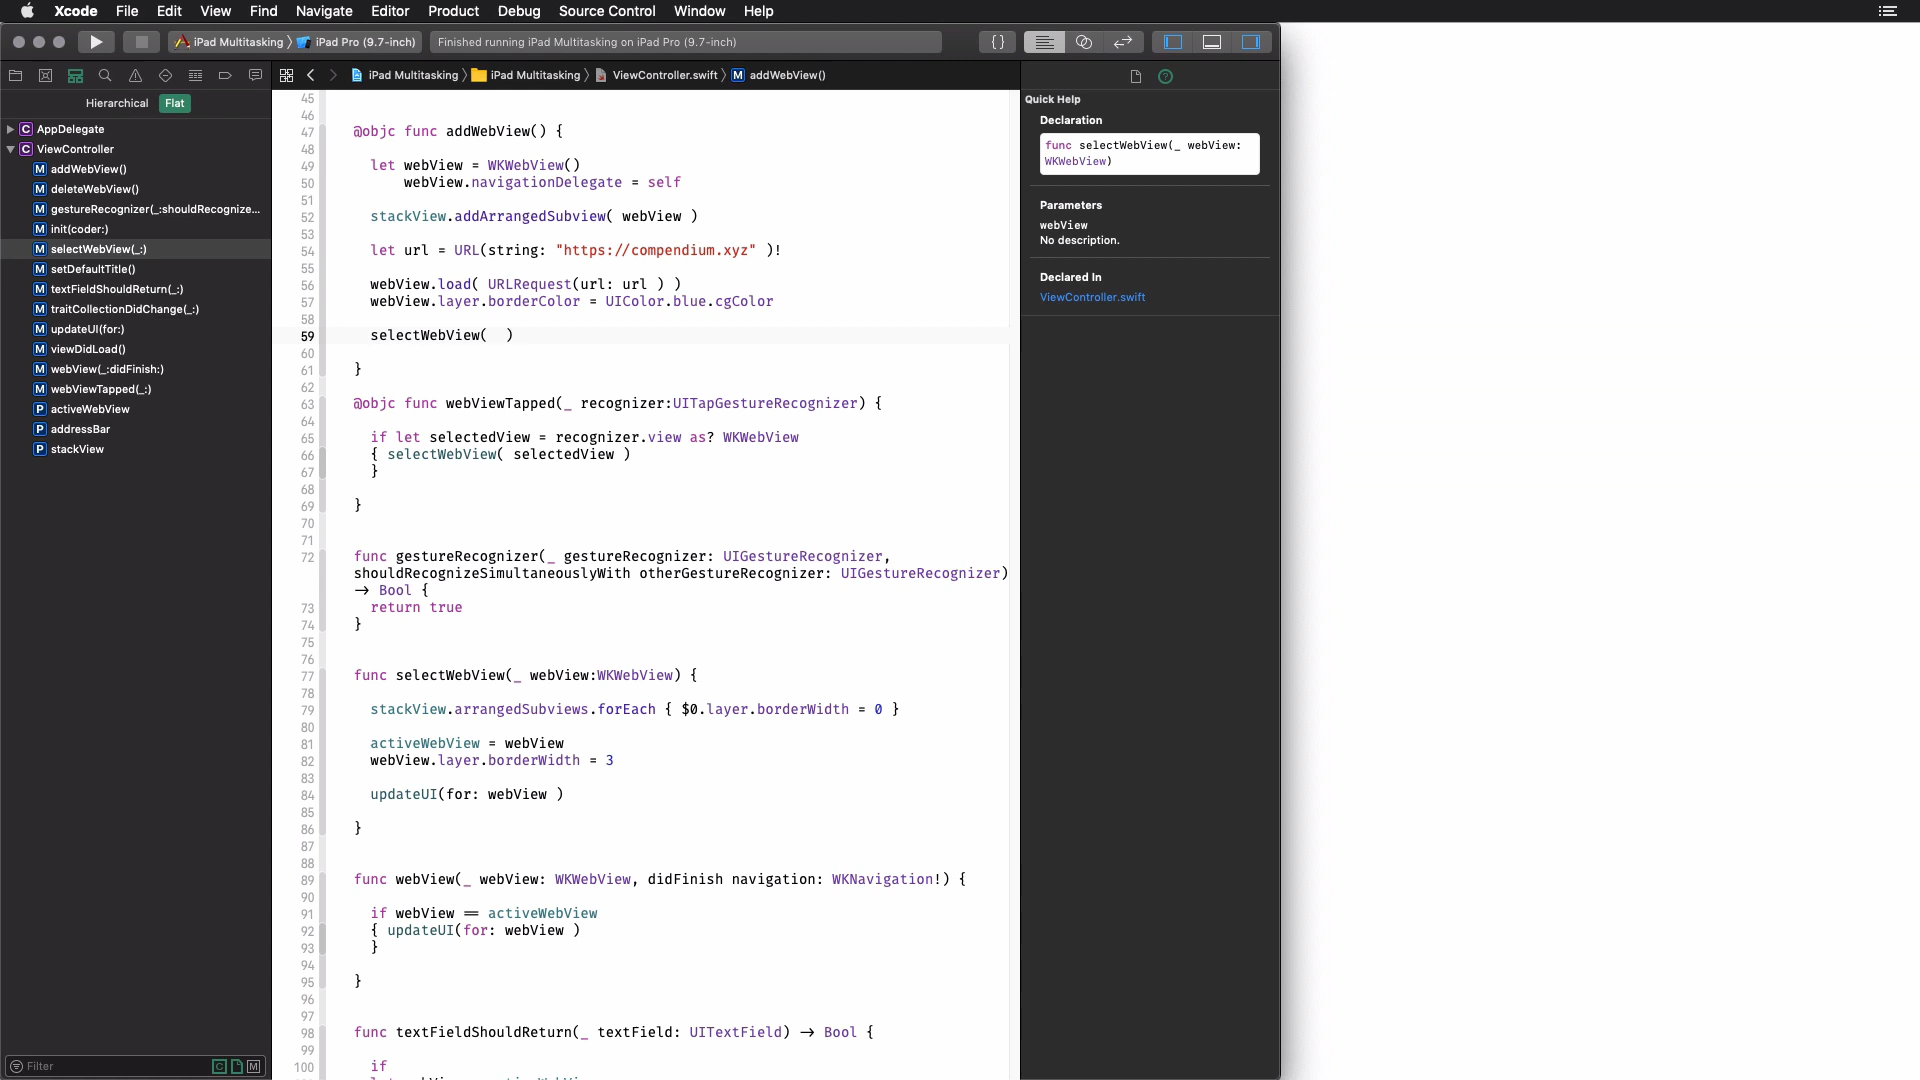 Xcode File Edit View Find Navigate Editor Product Debug Source Control Window Help
iPad Multitasking iPad Pro (9.7-inch) Finished running iPad Multitasking on iPad Pro (9.7-inch) {}
iPad Multitasking iPad Multitasking ViewController.swift M addWebView()
Hierarchical Flat
C AppDelegate
C ViewController
M addWebView()
M deleteWebView()
M gestureRecognizer(_:shouldRecognize...
M init(coder:)
M selectWebView(_:)
M setDefaultTitle()
M textFieldShouldReturn(_:)
M traitCollectionDidChange(_:)
M updateUI(for:)
M viewDidLoad()
M webView(_:didFinish:)
M webViewTapped(_:)
P activeWebView
P addressBar
P stackView
Filter C M
45
46
47 @objc func addWebView() {
48
49 let webView = WKWebView()
50 webView.navigationDelegate = self
51
52 stackView.addArrangedSubview( webView )
53
54 let url = URL(string: "https://compendium.xyz" )!
55
56 webView.load( URLRequest(url: url ) )
57 webView.layer.borderColor = UIColor.blue.cgColor
58
59 selectWebView(  )
60
61 }
62
63 @objc func webViewTapped(_ recognizer:UITapGestureRecognizer) {
64
65 if let selectedView = recognizer.view as? WKWebView
66 { selectWebView( selectedView )
67 }
68
69 }
70
71
72 func gestureRecognizer(_ gestureRecognizer: UIGestureRecognizer,
shouldRecognizeSimultaneouslyWith otherGestureRecognizer: UIGestureRecognizer)
→ Bool {
73 return true
74 }
75
76
77 func selectWebView(_ webView:WKWebView) {
78
79 stackView.arrangedSubviews.forEach { $0.layer.borderWidth = 0 }
80
81 activeWebView = webView
82 webView.layer.borderWidth = 3
83
84 updateUI(for: webView )
85
86 }
87
88
89 func webView(_ webView: WKWebView, didFinish navigation: WKNavigation!) {
90
91 if webView == activeWebView
92 { updateUI(for: webView )
93 }
94
95 }
96
97
98 func textFieldShouldReturn(_ textField: UITextField) → Bool {
99
100 if
Quick Help
Declaration
func selectWebView(_ webView:
WKWebView)
Parameters
webView
No description.
Declared In
ViewController.swift